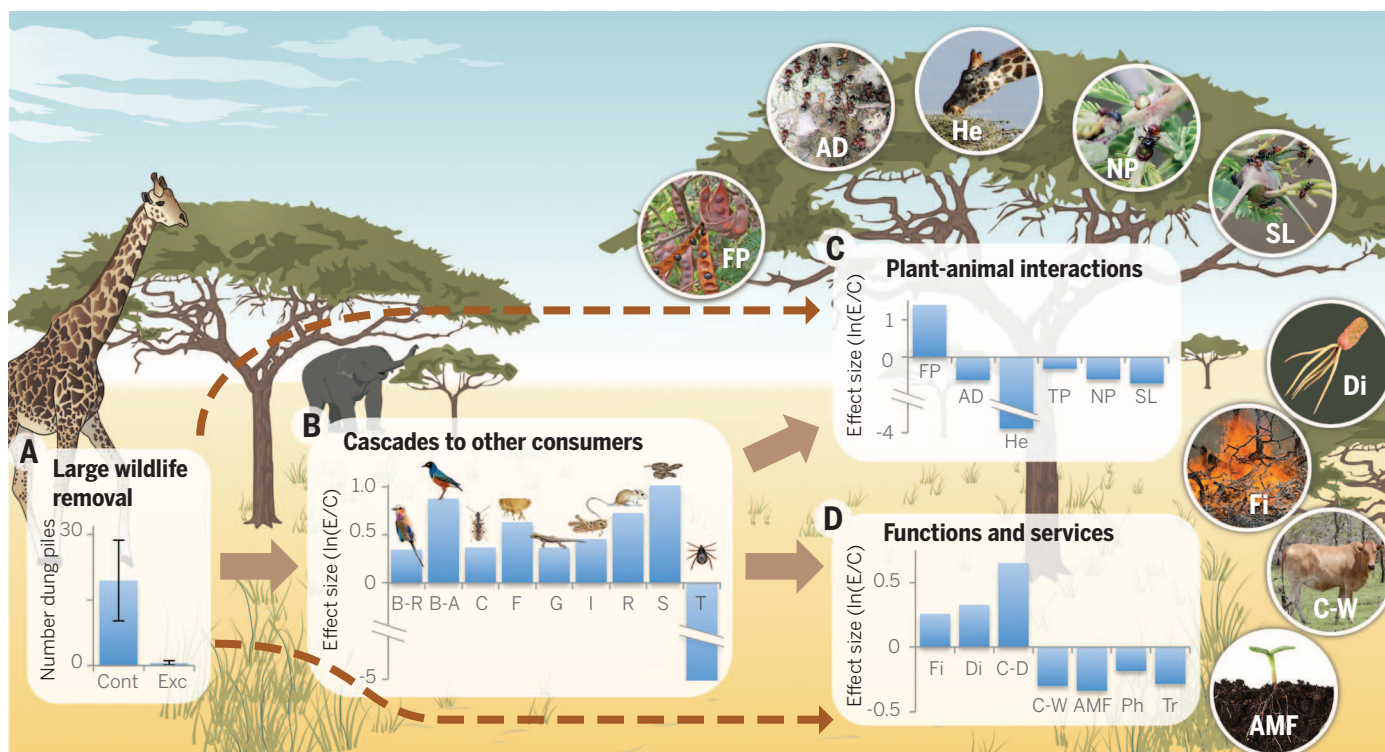 AD
He
NP
SL
FP
C
Plant-animal interactions
Effect size (ln(E/C)
1
0
-4
FP
AD
He
TP
NP
SL
Di
Fi
C-W
AMF
A
Large wildlife
removal
Number dung piles
30
0
Cont
Exc
B
Cascades to other consumers
Effect size (ln(E/C)
1.0
0.5
0
-5
B-R
B-A
C
F
G
I
R
S
T
D
Functions and services
Effect size (ln(E/C)
0.5
0
-0.5
Fi
Di
C-D
C-W
AMF
Ph
Tr